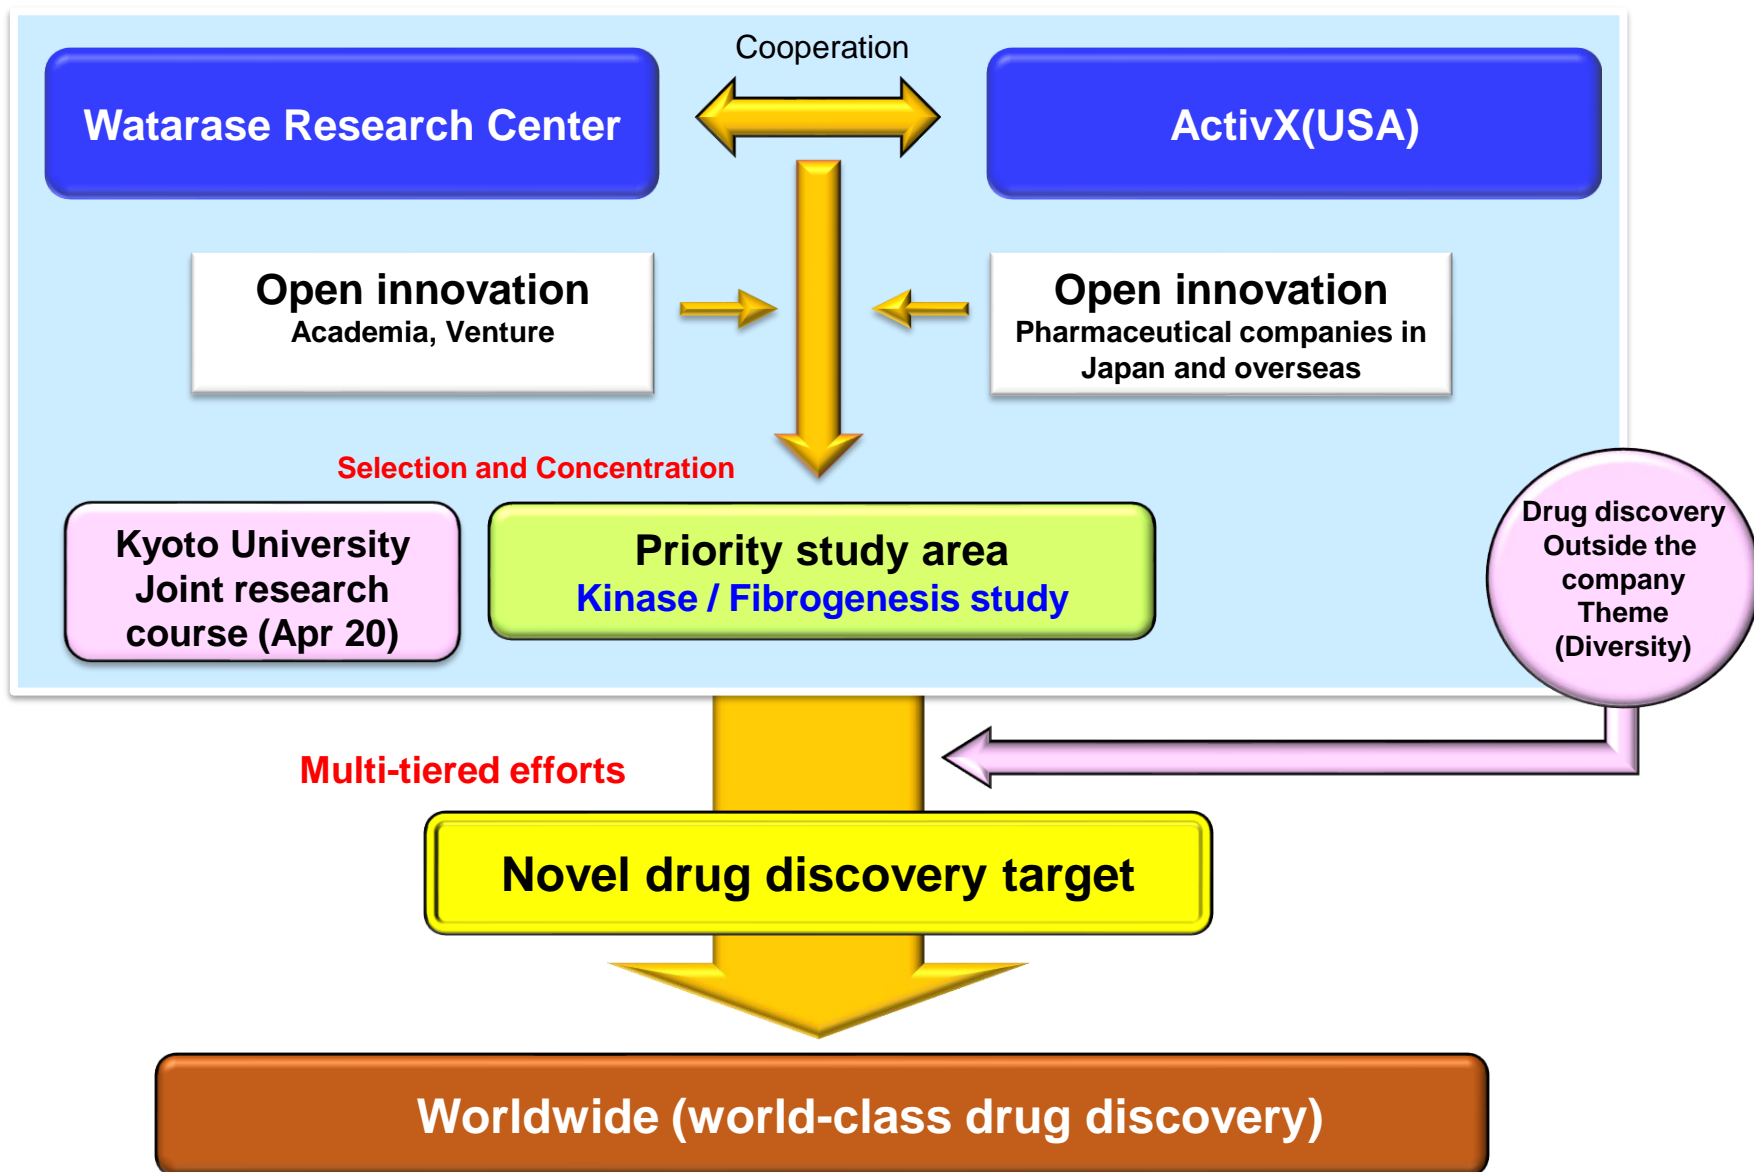 Cooperation
Watarase Research Center
ActivX(USA)
Open innovation
Academia, Venture
Open innovation
Pharmaceutical companies in
Japan and overseas
Selection and Concentration
Kyoto University
Joint research
course (Apr 20)
Priority study area
Kinase / Fibrogenesis study
Drug discovery
Outside the
company
Theme
(Diversity)
Multi-tiered efforts
Novel drug discovery target
Worldwide (world-class drug discovery)